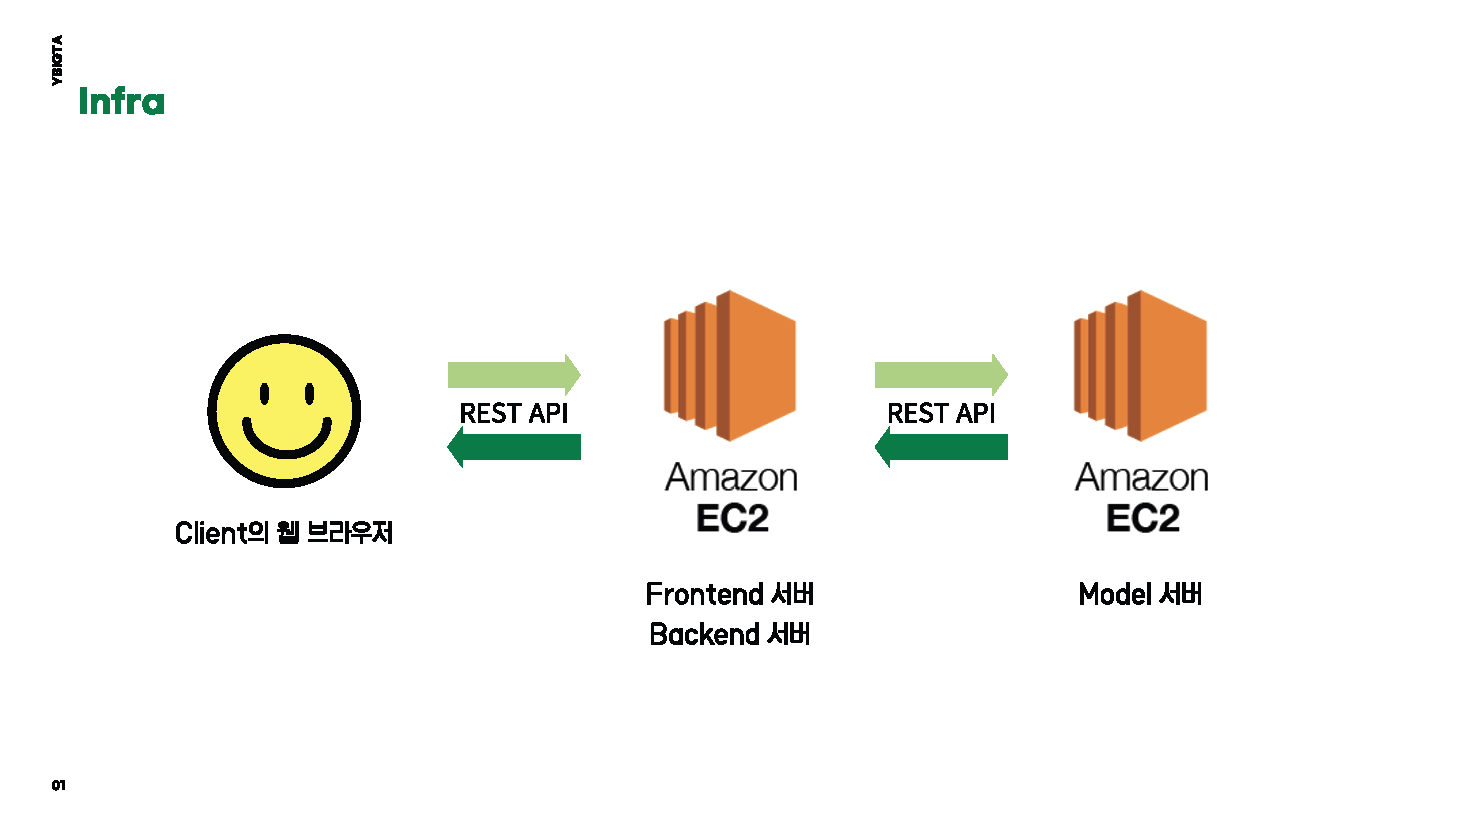 YBIGTA
Infra
REST API
REST API
Amazon
EC2
Amazon
EC2
Client의 웹 브라우저
Frontend 서버
Backend 서버
Model 서버
01